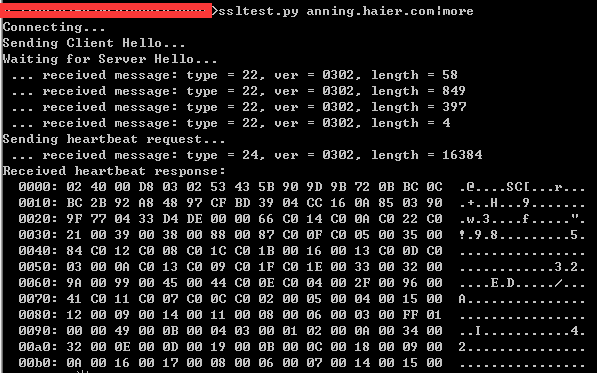 >ssltest.py anning.haier.com|more
Connecting...
Sending Client Hello...
Waiting for Server Hello...
 ... received message: type = 22, ver = 0302, length = 58
 ... received message: type = 22, ver = 0302, length = 849
 ... received message: type = 22, ver = 0302, length = 397
 ... received message: type = 22, ver = 0302, length = 4
Sending heartbeat request...
 ... received message: type = 24, ver = 0302, length = 16384
Received heartbeat response:
  0000: 02 40 00 D8 03 02 53 43 5B 90 9D 9B 72 0B BC 0C  .@....SC[...r...
  0010: BC 2B 92 A8 48 97 CF BD 39 04 CC 16 0A 85 03 90  .+..H...9.......
  0020: 9F 77 04 33 D4 DE 00 00 66 C0 14 C0 0A C0 22 C0  .w.3....f.....".
  0030: 21 00 39 00 38 00 88 00 87 C0 0F C0 05 00 35 00  !.9.8.........5.
  0040: 84 C0 12 C0 08 C0 1C C0 1B 00 16 00 13 C0 0D C0  ................
  0050: 03 00 0A C0 13 C0 09 C0 1F C0 1E 00 33 00 32 00  ............3.2.
  0060: 9A 00 99 00 45 00 44 C0 0E C0 04 00 2F 00 96 00  ....E.D...../...
  0070: 41 C0 11 C0 07 C0 0C C0 02 00 05 00 04 00 15 00  A...............
  0080: 12 00 09 00 14 00 11 00 08 00 06 00 03 00 FF 01  ................
  0090: 00 00 49 00 0B 00 04 03 00 01 02 00 0A 00 34 00  ..I...........4.
  00a0: 32 00 0E 00 0D 00 19 00 0B 00 0C 00 18 00 09 00  2...............
  00b0: 0A 00 16 00 17 00 08 00 06 00 07 00 14 00 15 00  ................